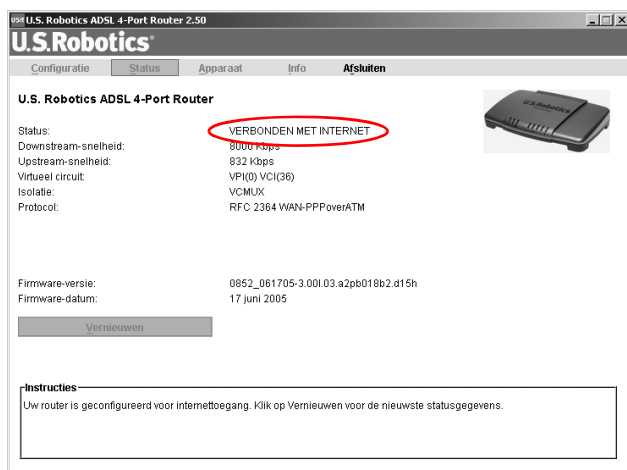 USR U.S. Robotics ADSL 4-Port Router 2.50
U.S.Robotics®
Configuratie Status Apparaat Info Afsluiten
U.S. Robotics ADSL 4-Port Router
Status: VERBONDEN MET INTERNET
Downstream-snelheid: 8000 Kbps
Upstream-snelheid: 832 Kbps
Virtueel circuit: VPI(0) VCI(36)
Isolatie: VCMUX
Protocol: RFC 2364 WAN-PPPoverATM
U.S.Robotics
Firmware-versie: 0852_061705-3.00l.03.a2pb018b2.d15h
Firmware-datum: 17 juni 2005
Vernieuwen
Instructies
Uw router is geconfigureerd voor internettoegang. Klik op Vernieuwen voor de nieuwste statusgegevens.